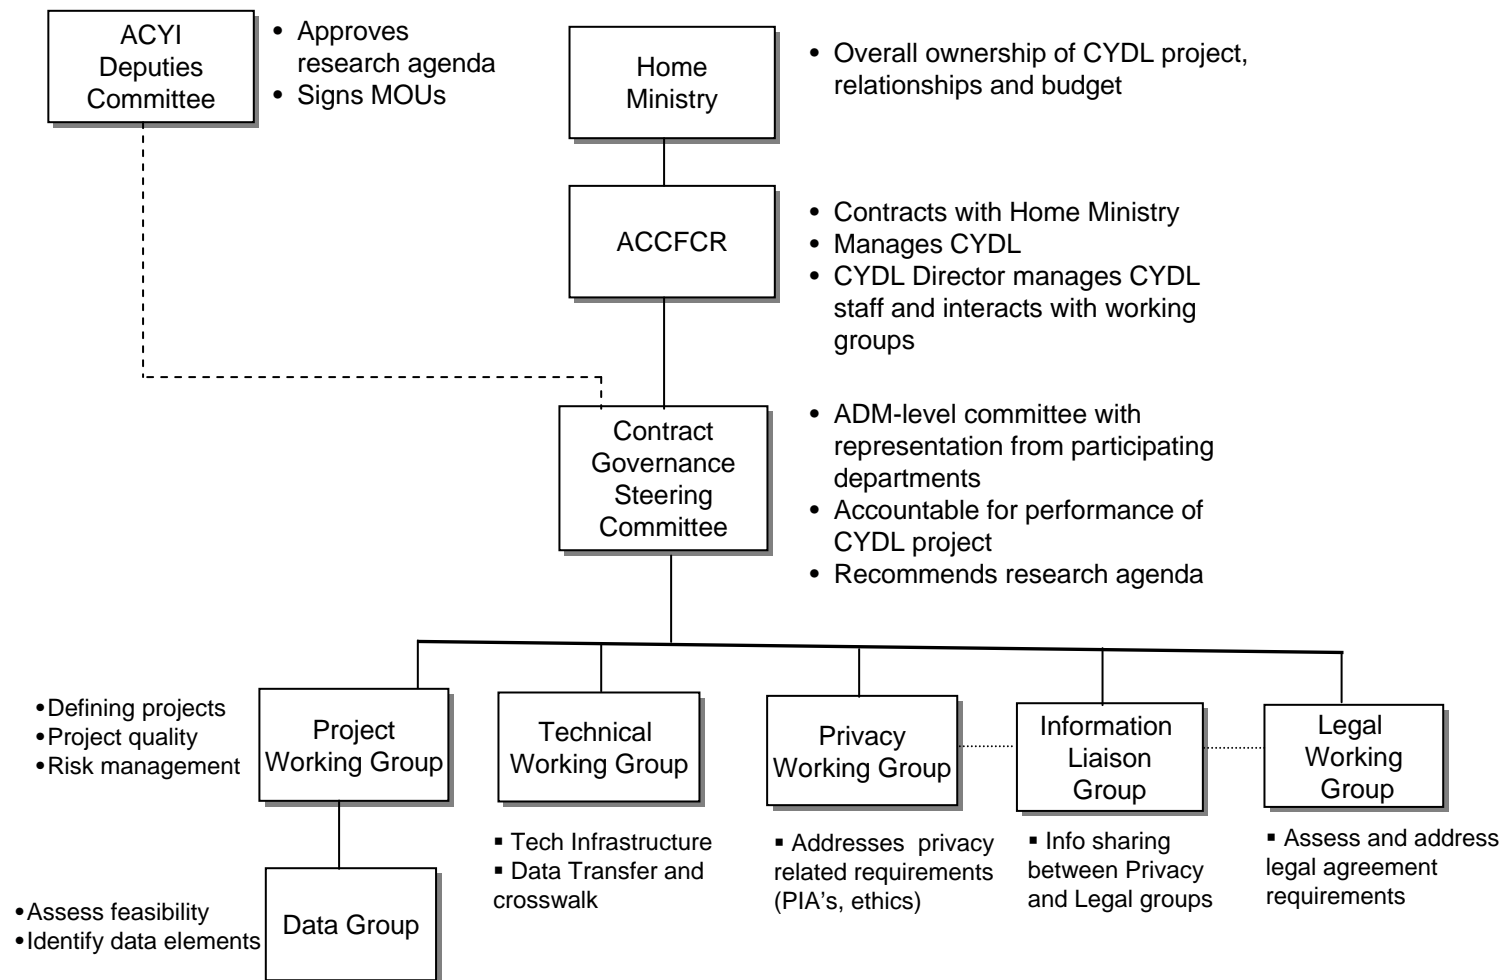 ACYI
Deputies
Committee
• Approves
research agenda
• Signs MOUs
Home
Ministry
• Overall ownership of CYDL project,
relationships and budget
ACCFCR
• Contracts with Home Ministry
• Manages CYDL
• CYDL Director manages CYDL
staff and interacts with working
groups
Contract
Governance
Steering
Committee
• ADM-level committee with
representation from participating
departments
• Accountable for performance of
CYDL project
• Recommends research agenda
• Defining projects
• Project quality
• Risk management
Project
Working Group
Technical
Working Group
Privacy
Working Group
Information
Liaison
Group
Legal
Working
Group
▪ Tech Infrastructure
▪ Data Transfer and
crosswalk
▪ Addresses privacy
related requirements
(PIA's, ethics)
▪ Info sharing
between Privacy
and Legal groups
▪ Assess and address
legal agreement
requirements
• Assess feasibility
• Identify data elements
Data Group